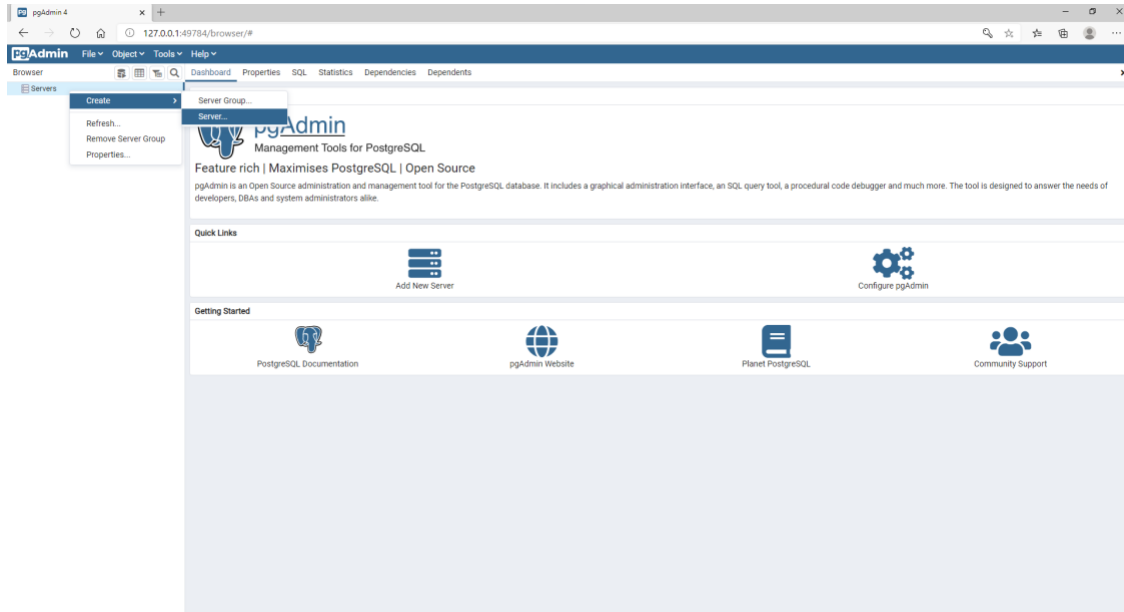 pgAdmin 4
127.0.0.1:49784/browser/#
PgAdmin File Object Tools Help
Browser
Dashboard Properties SQL Statistics Dependencies Dependents
Servers
Create
Refresh...
Remove Server Group
Properties...
Server Group...
Server...
pgAdmin
Management Tools for PostgreSQL
Feature rich | Maximises PostgreSQL | Open Source
pgAdmin is an Open Source administration and management tool for the PostgreSQL database. It includes a graphical administration interface, an SQL query tool, a procedural code debugger and much more. The tool is designed to answer the needs of
developers, DBAs and system administrators alike.
Quick Links
Add New Server
Configure pgAdmin
Getting Started
PostgreSQL Documentation
pgAdmin Website
Planet PostgreSQL
Community Support